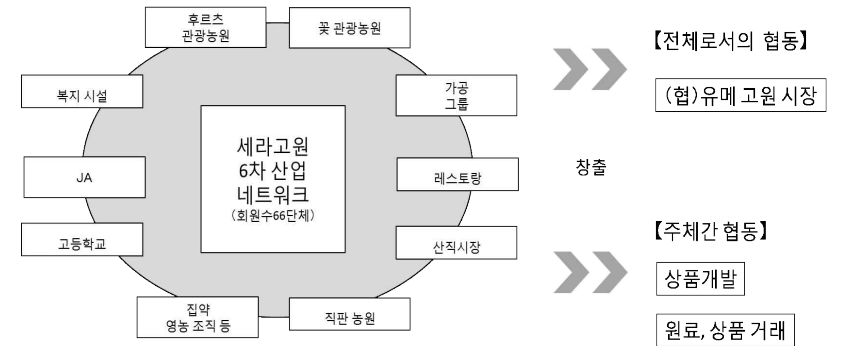 후르츠
관광농원
꽃 관광농원
복지 시설
가공
그룹
JA
레스토랑
고등학교
산직시장
집약
영농 조직 등
직판 농원
세라고원
6차 산업
네트워크
(회원수66단체)
【전체로서의 협동】
(협)유메 고원 시장
창출
【주체간 협동】
상품개발
원료, 상품 거래